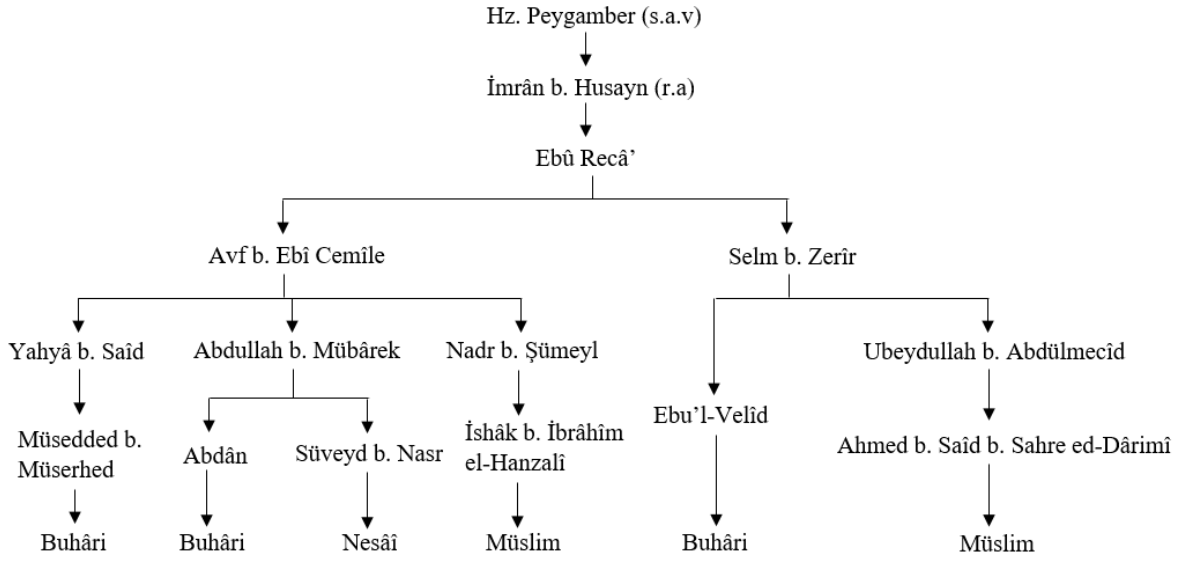 Hz. Peygamber (s.a.v)
İmrân b. Husayn (r.a)
Ebû Recâ’
Avf b. Ebî Cemîle
Selm b. Zerîr
Yahyâ b. Saîd
Abdullah b. Mübârek
Nadr b. Şümeyl
Ubeydullah b. Abdülmecîd
Müsedded b.
Müserhed
Abdân
Süveyd b. Nasr
İshâk b. İbrâhîm
el-Hanzalî
Ebu’l-Velîd
Ahmed b. Saîd b. Sahre ed-Dârimî
Buhâri
Buhâri
Nesâî
Müslim
Buhâri
Müslim